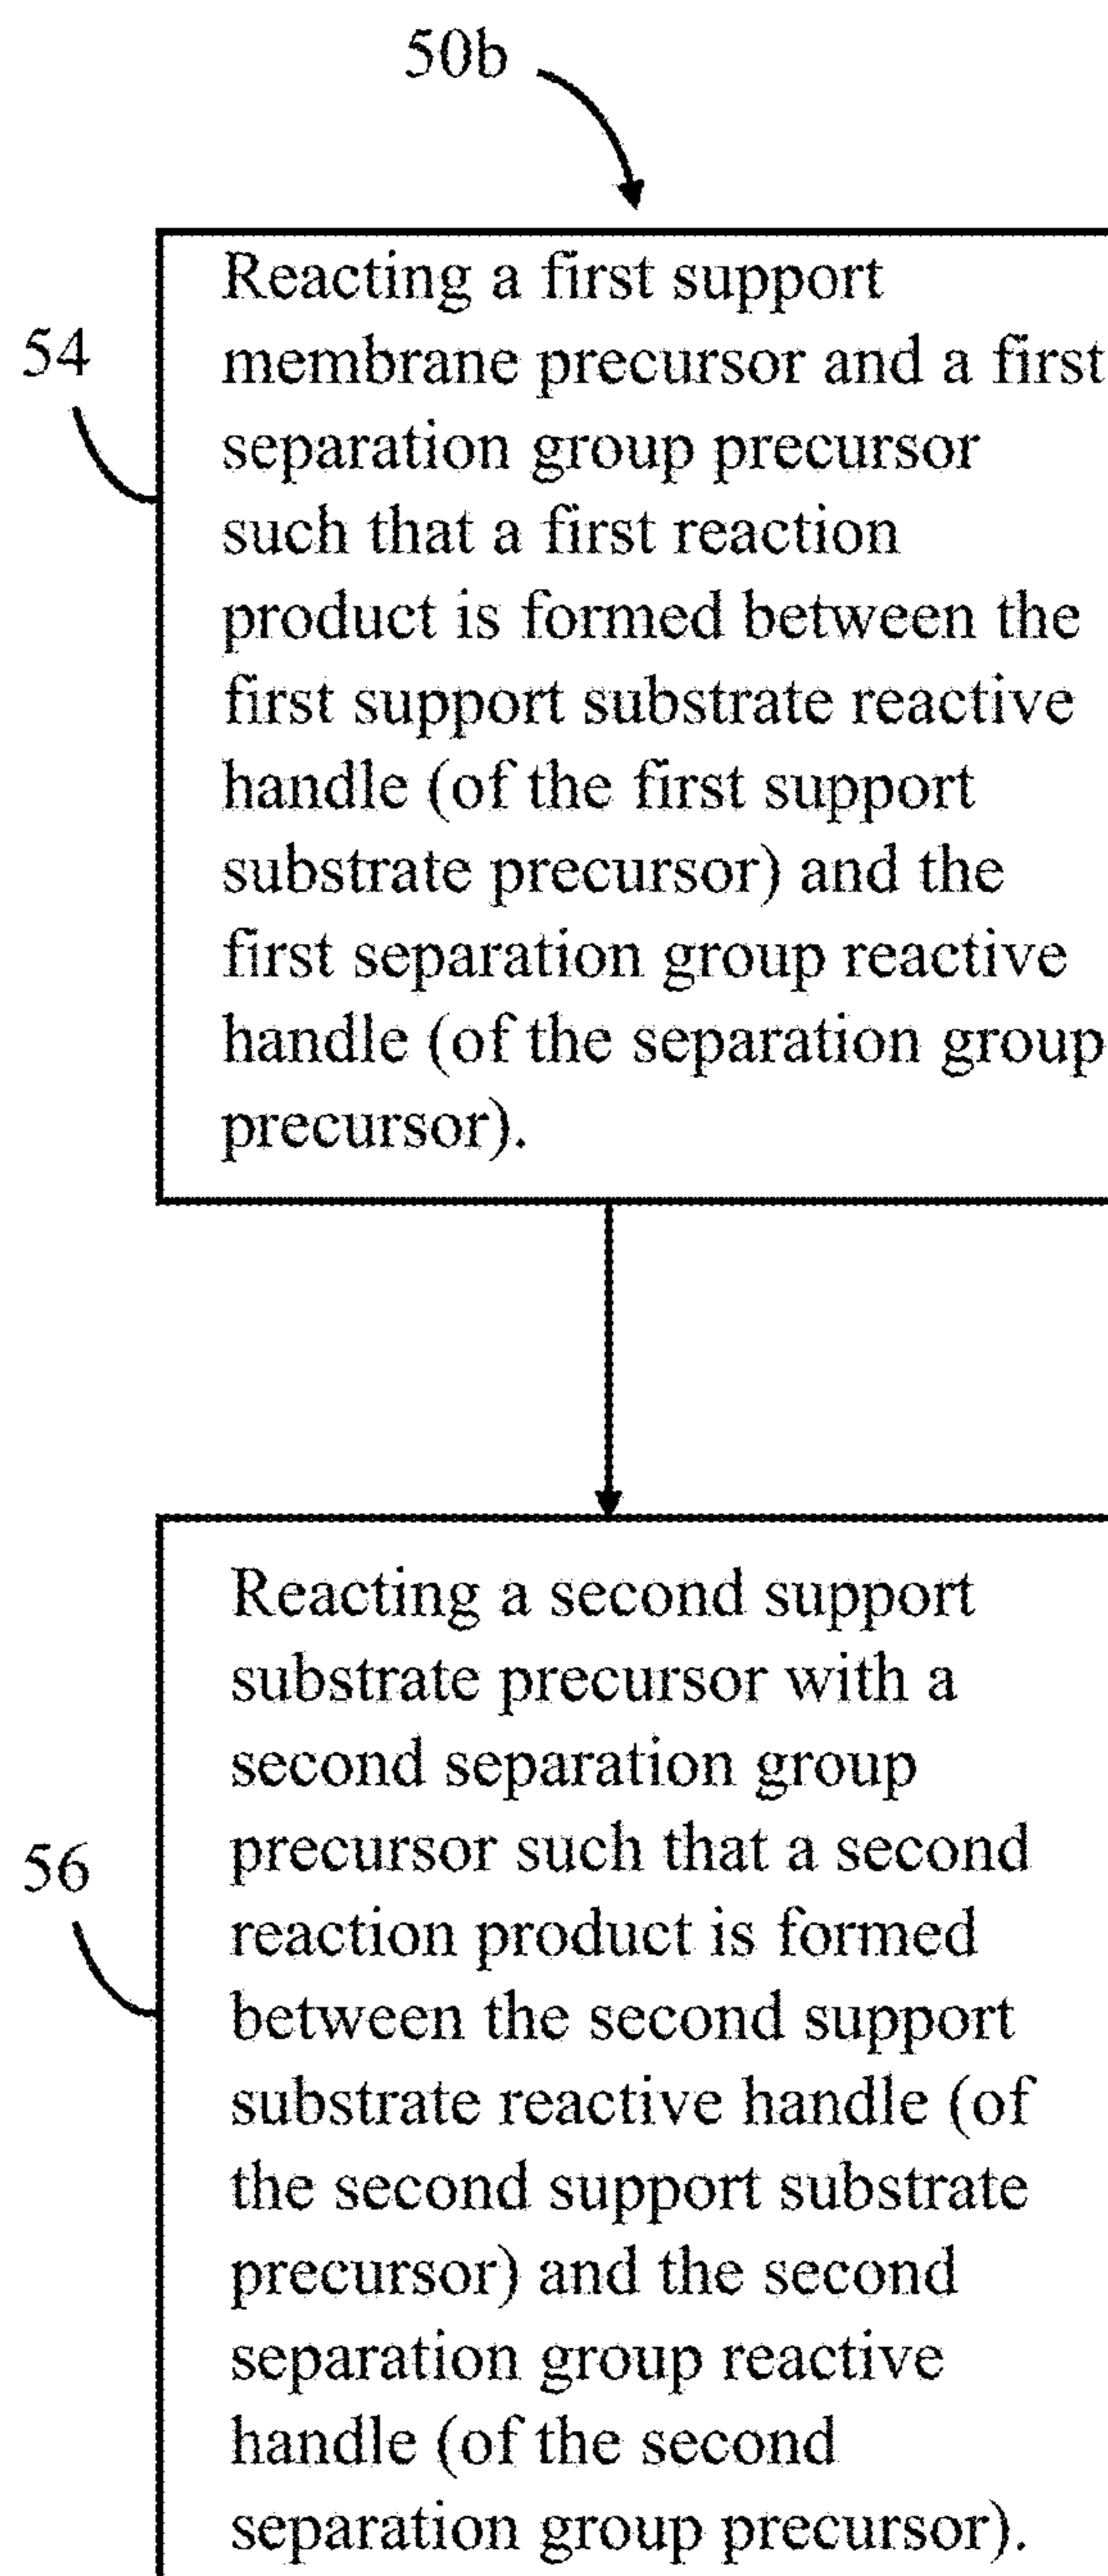 50b
54
Reacting a first support
membrane precursor and a first
separation group precursor
such that a first reaction
product is formed between the
first support substrate reactive
handle (of the first support
substrate precursor) and the
first separation group reactive
handle (of the separation group
precursor).
56
Reacting a second support
substrate precursor with a
second separation group
precursor such that a second
reaction product is formed
between the second support
substrate reactive handle (of
the second support substrate
precursor) and the second
separation group reactive
handle (of the second
separation group precursor).